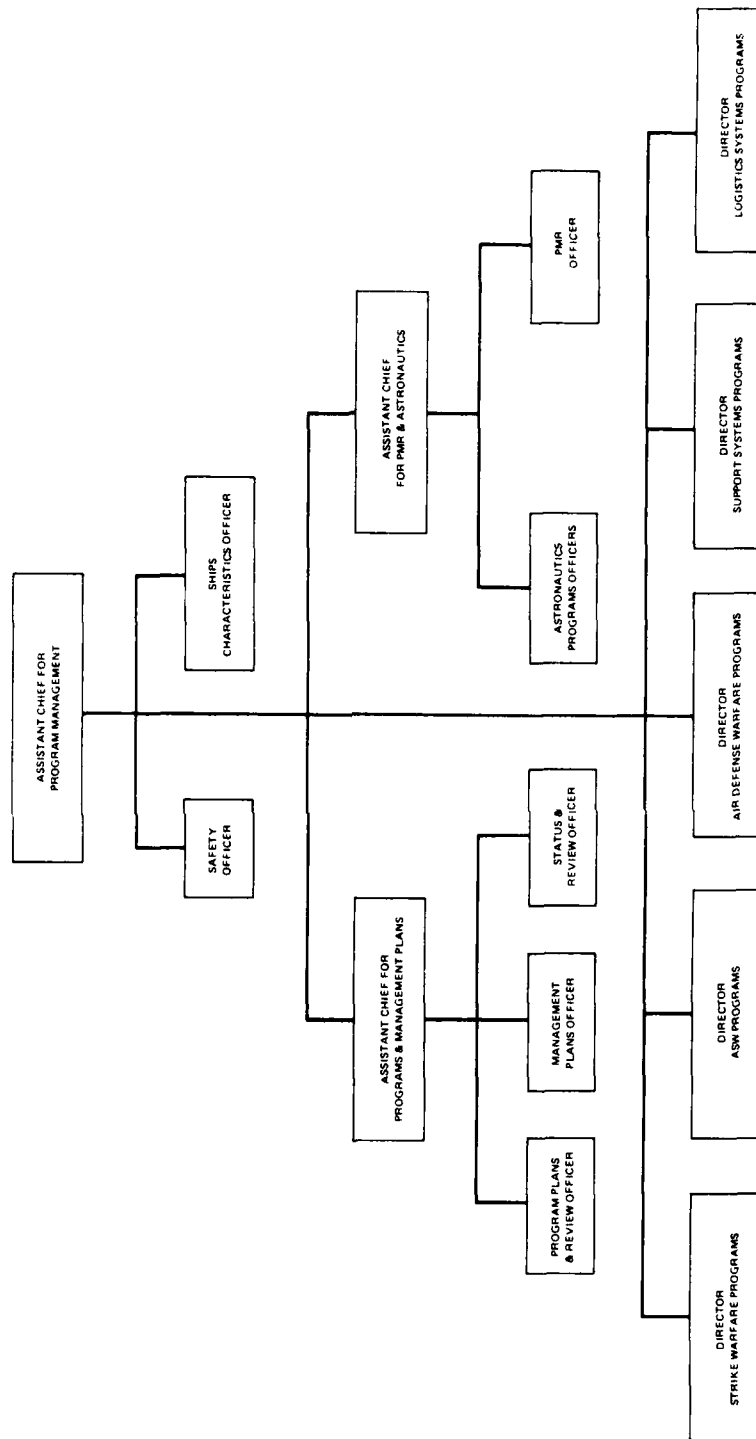 ASSISTANT CHIEF FOR
PROGRAM MANAGEMENT
SAFETY
OFFICER
SHIPS
CHARACTERISTICS OFFICER
ASSISTANT CHIEF FOR
PROGRAMS & MANAGEMENT PLANS
ASSISTANT CHIEF
FOR PMR & ASTRONAUTICS
PROGRAM PLANS
& REVIEW OFFICER
MANAGEMENT
PLANS OFFICER
STATUS &
REVIEW OFFICER
ASTRONAUTICS
PROGRAMS OFFICERS
PMR
OFFICER
DIRECTOR
STRIKE WARFARE PROGRAMS
DIRECTOR
ASW PROGRAMS
DIRECTOR
AIR DEFENSE WARFARE PROGRAMS
DIRECTOR
SUPPORT SYSTEMS PROGRAMS
DIRECTOR
LOGISTICS SYSTEMS PROGRAMS